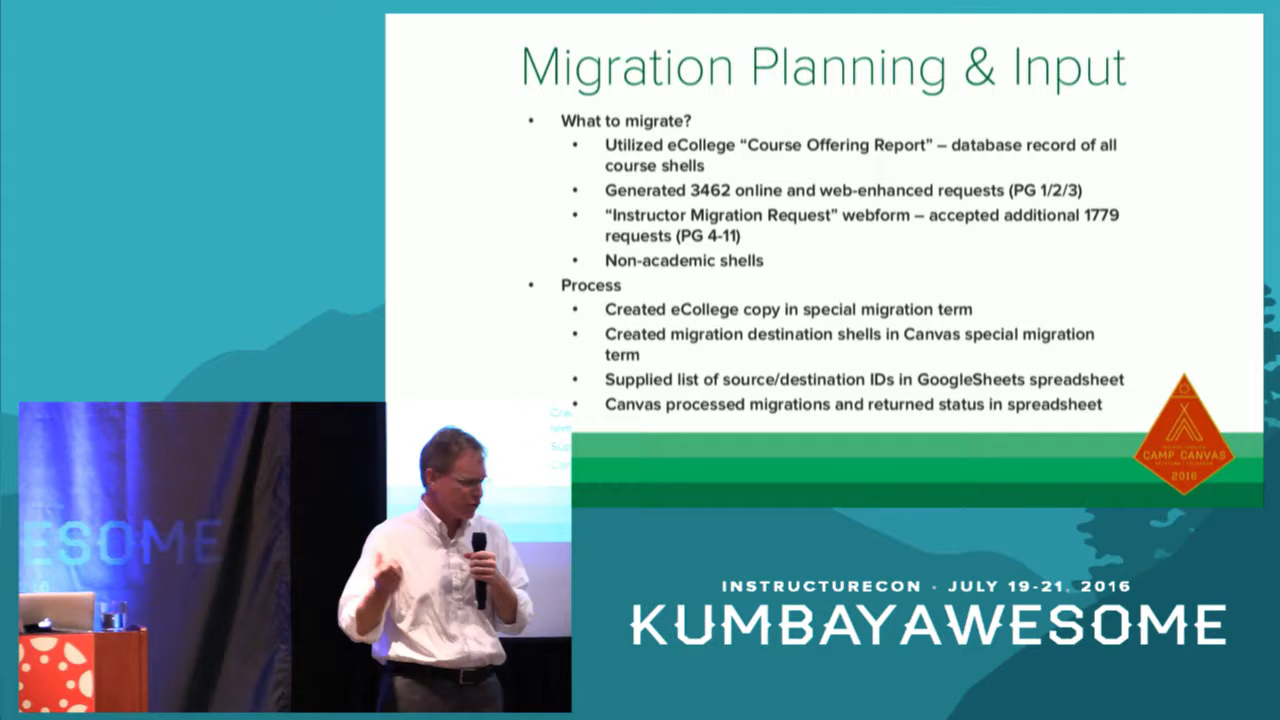 Migration Planning & Input
• What to migrate?
• Utilized eCollege “Course Offering Report” – database record of all
course shells
• Generated 3462 online and web-enhanced requests (PG 1/2/3)
• “Instructor Migration Request” webform – accepted additional 1779
requests (PG 4-11)
• Non-academic shells
• Process
• Created eCollege copy in special migration term
• Created migration destination shells in Canvas special migration
term
• Supplied list of source/destination IDs in GoogleSheets spreadsheet
• Canvas processed migrations and returned status in spreadsheet
CAMP CANVAS
2016
ESOME
INSTRUCTURECON • JULY 19-21, 2016
KUMBAYAWESOME